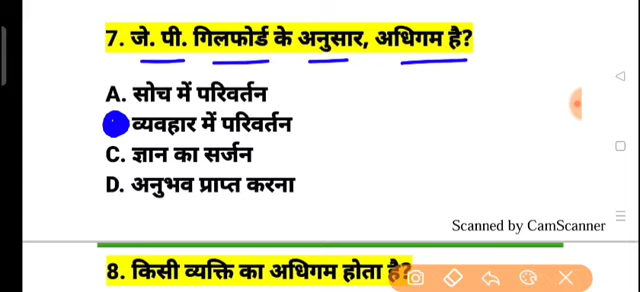 7. जे. पी. गिलफोर्ड के अनुसार, अधिगम है?
A. सोच में परिवर्तन
व्यवहार में परिवर्तन
C. ज्ञान का सर्जन
D. अनुभव प्राप्त करना
Scanned by CamScanner
8. किसी व्यक्ति का अधिगम होता है?